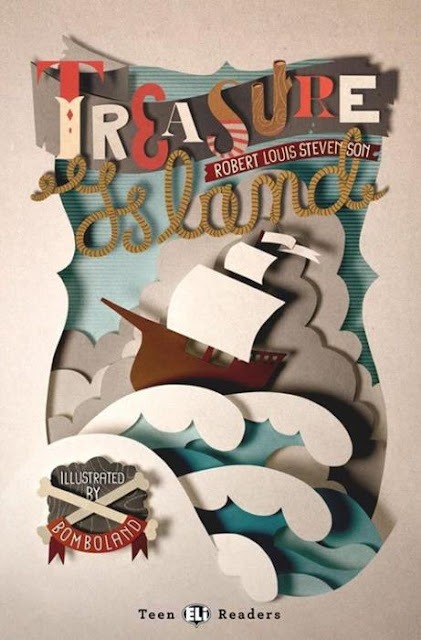 TREASURE
ROBERT LOUIS STEVENSON
Island
ILLUSTRATED
BY
BOMBOLAND
Teen ELi Readers